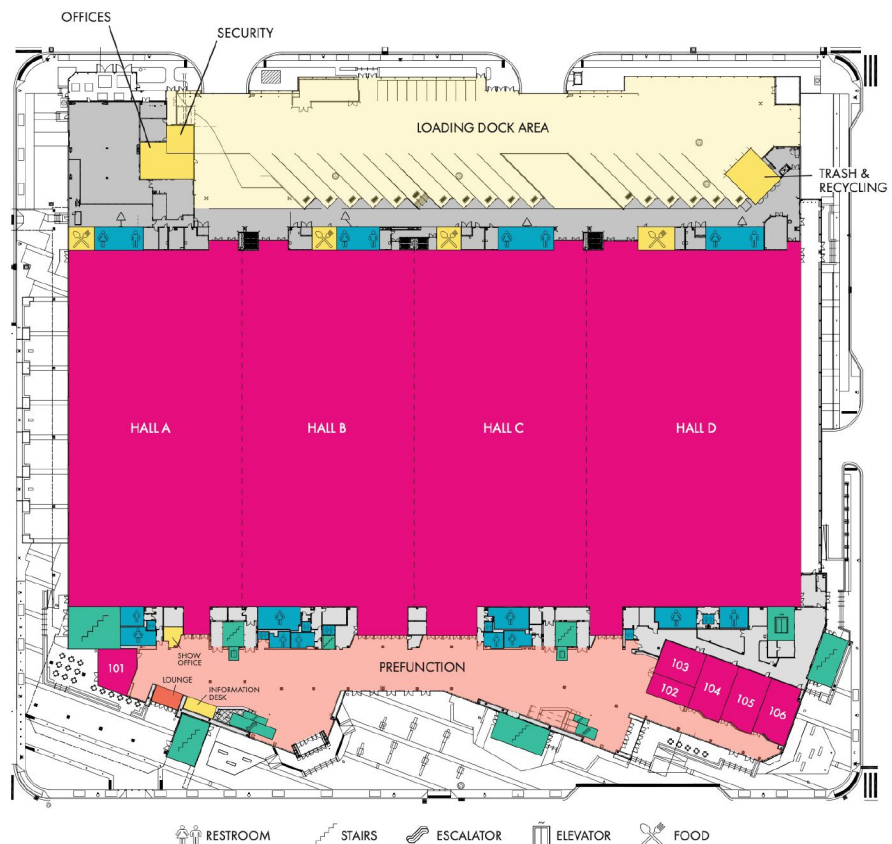 OFFICES
SECURITY
LOADING DOCK AREA
TRASH &
RECYCLING
HALL A
HALL B
HALL C
HALL D
SHOW
OFFICE
PREFUNCTION
101
LOUNGE
INFORMATION
DESK
103
102
104
105
106
RESTROOM
STAIRS
ESCALATOR
ELEVATOR
FOOD